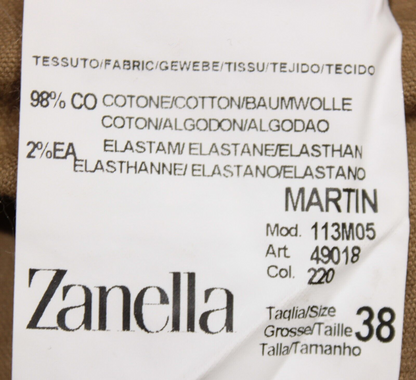 TESSUTO/FABRIC/GEWEBE/TISSU/TEJIDO/TECIDO
98% CO COTONE/COTTON/BAUMWOLLE
COTON/ALGODON/ALGODAO
2%EA ELASTAM/ ELASTANE/ELASTHAN
ELASTHANNE/ ELASTANO/ELASTANO
MARTIN
Mod. 113M05
Art. 49018
Col. 220
Zanella
Taglia/Size
Grosse/Taille 38
Talla/Tamanho